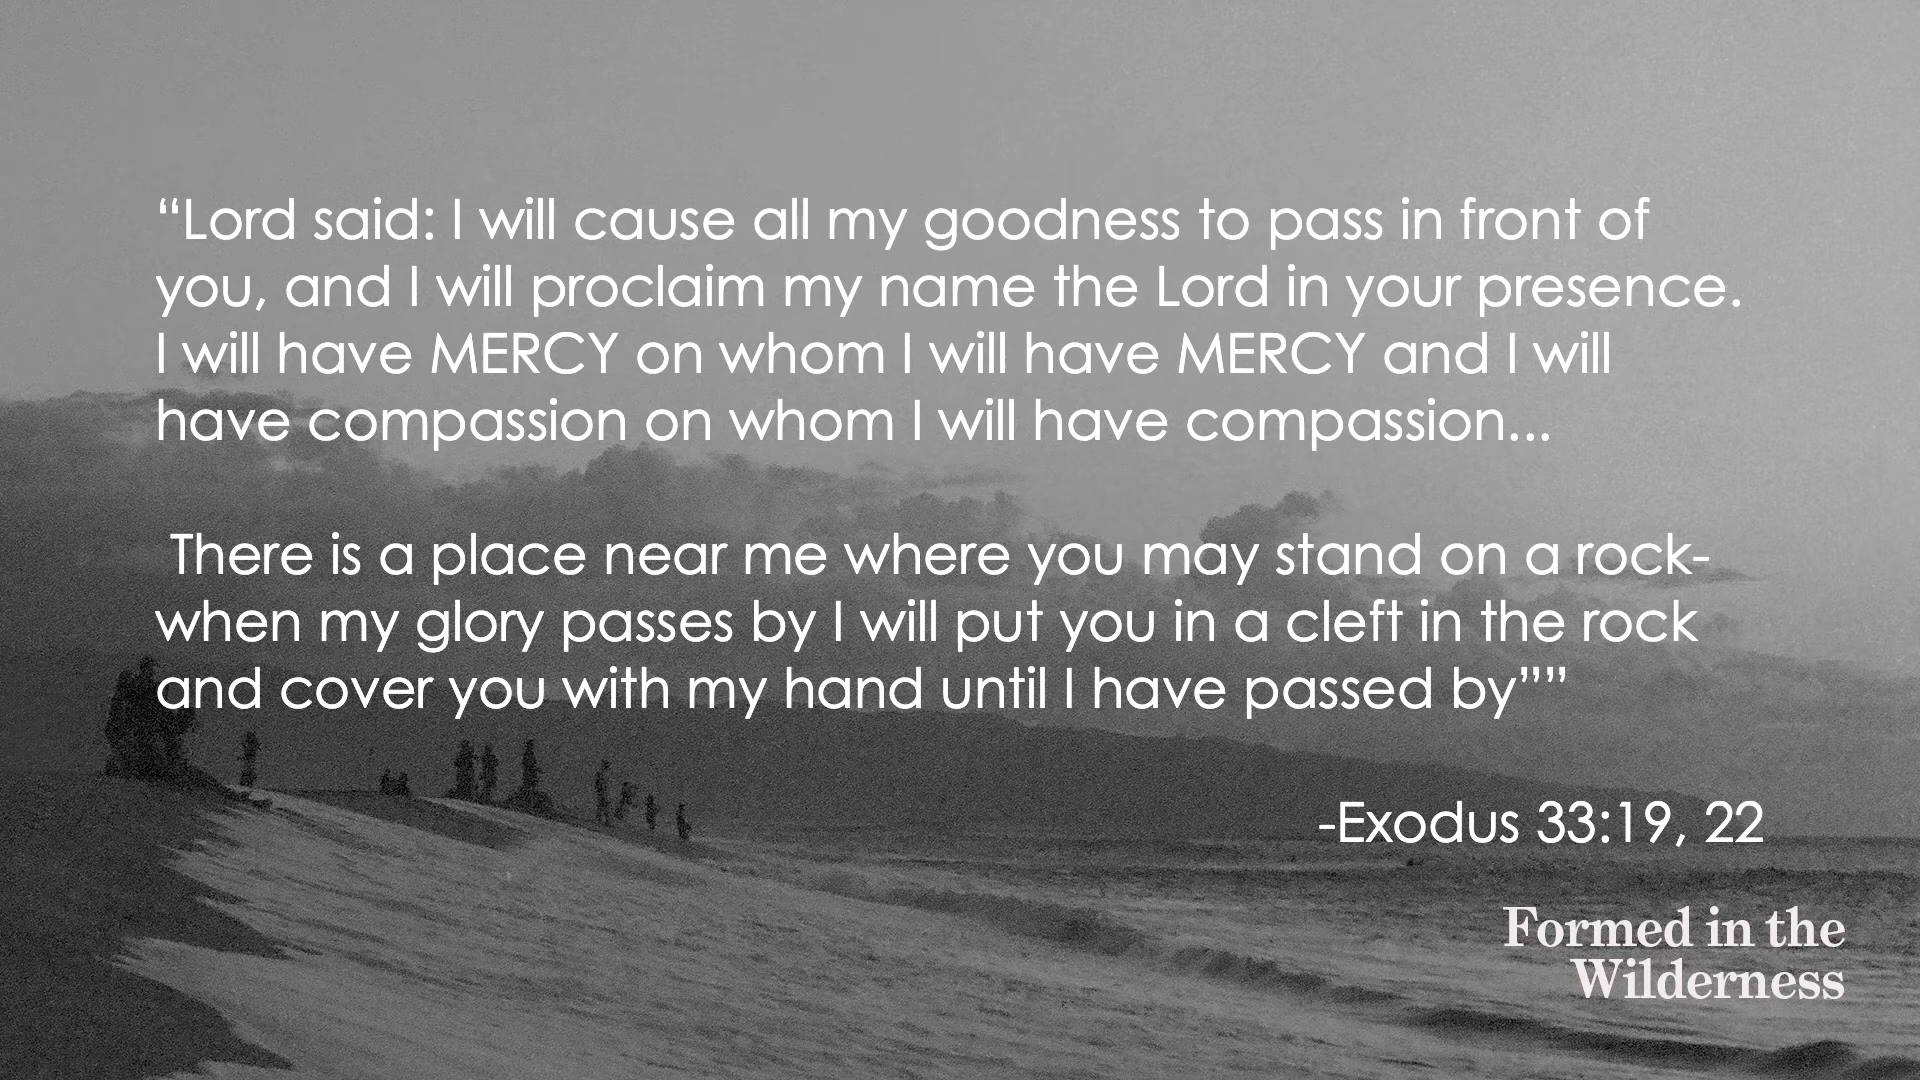 “Lord said: I will cause all my goodness to pass in front of
you, and I will proclaim my name the Lord in your presence.
I will have MERCY on whom I will have MERCY and I will
have compassion on whom I will have compassion...
There is a place near me where you may stand on a rock-
when my glory passes by I will put you in a cleft in the rock
and cover you with my hand until I have passed by””
-Exodus 33:19, 22
Formed in the
Wilderness